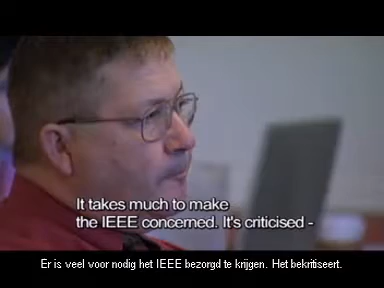 It takes much to make
the IEEE concerned. It's criticised -
Er is veel voor nodig het IEEE bezorgd te krijgen. Het bekritiseert.